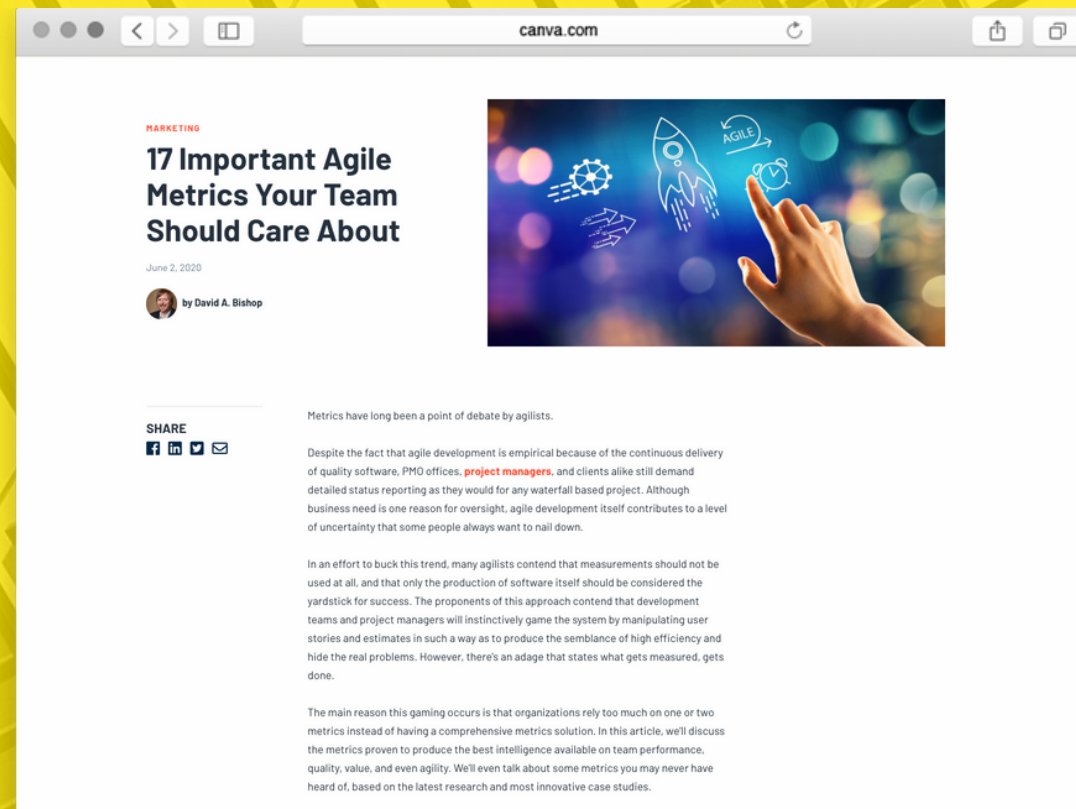 canva.com
MARKETING
17 Important Agile
Metrics Your Team
Should Care About
June 2, 2020
by David A. Bishop
AGILE
SHARE
Metrics have long been a point of debate by agilists.
Despite the fact that agile development is empirical because of the continuous delivery
of quality software, PMO offices, project managers, and clients alike still demand
detailed status reporting as they would for any waterfall based project. Although
business need is one reason for oversight, agile development itself contributes to a level
of uncertainty that some people always want to nail down.
In an effort to buck this trend, many agilists contend that measurements should not be
used at all, and that only the production of software itself should be considered the
yardstick for success. The proponents of this approach contend that development
teams and project managers will instinctively game the system by manipulating user
stories and estimates in such a way as to produce the semblance of high efficiency and
hide the real problems. However, there's an adage that states what gets measured, gets
done.
The main reason this gaming occurs is that organizations rely too much on one or two
metrics instead of having a comprehensive metrics solution. In this article, we'll discuss
the metrics proven to produce the best intelligence available on team performance,
quality, value, and even agility. We'll even talk about some metrics you may never have
heard of, based on the latest research and most innovative case studies.